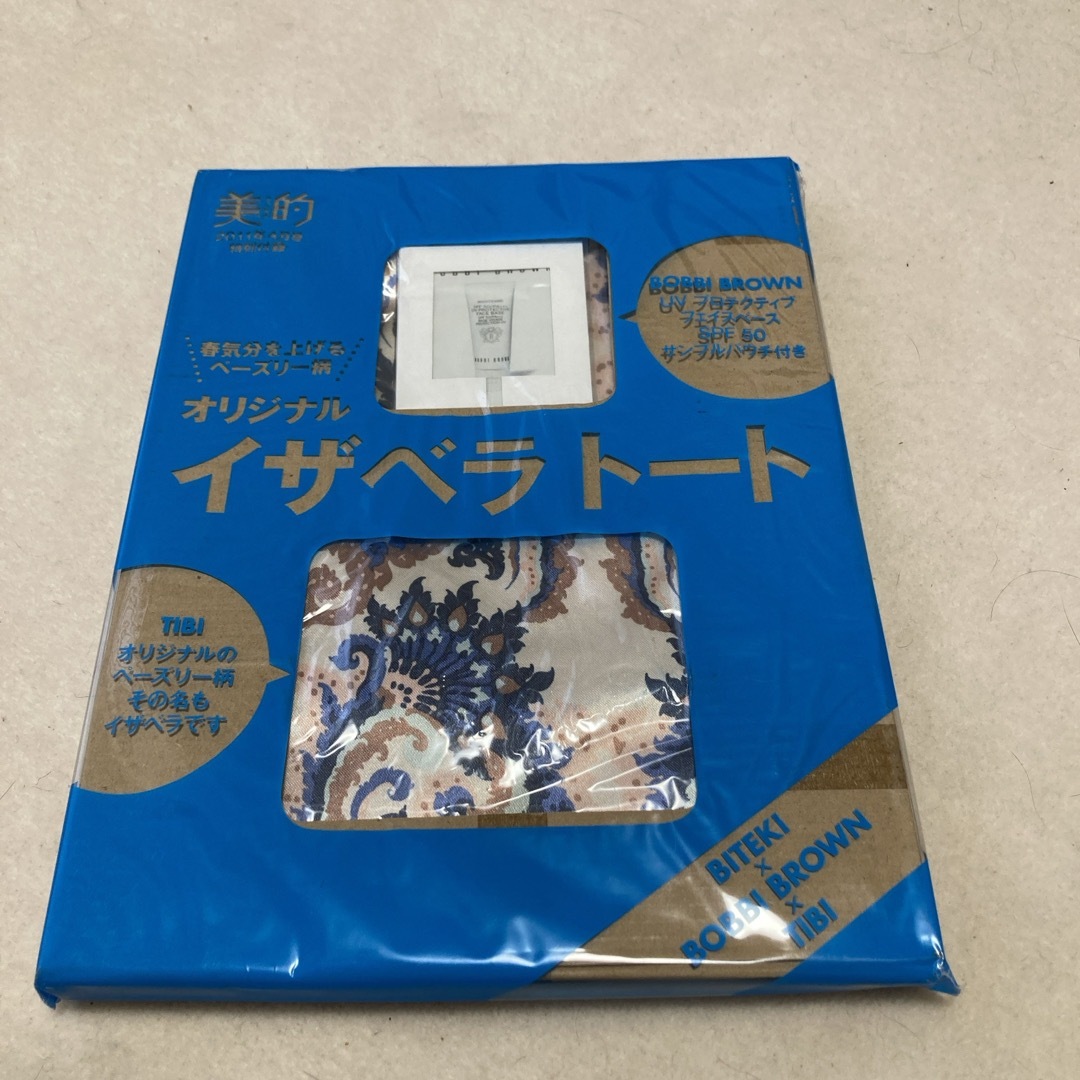 美的
BOBBI BROWN
UV プロテクティブ
フェイスベース
SPF 50
サンプルパウチ付き
BOBBI BROWN
春気分を上げる
ペーズリー柄
オリジナル
イザベラトート
TIBI
オリジナルの
ペーズリー柄
その名も
イザベラです
BITEKI
×
BOBBI BROWN
×
TIBI